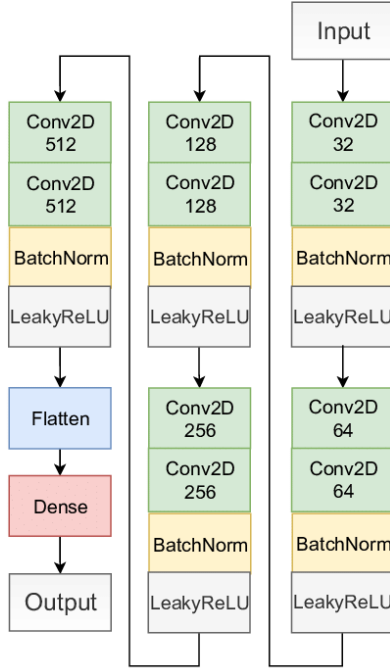 Input
Conv2D
32
Conv2D
32
BatchNorm
LeakyReLU
Conv2D
64
Conv2D
64
BatchNorm
LeakyReLU
Conv2D
128
Conv2D
128
BatchNorm
LeakyReLU
Conv2D
256
Conv2D
256
BatchNorm
LeakyReLU
Conv2D
512
Conv2D
512
BatchNorm
LeakyReLU
Flatten
Dense
Output